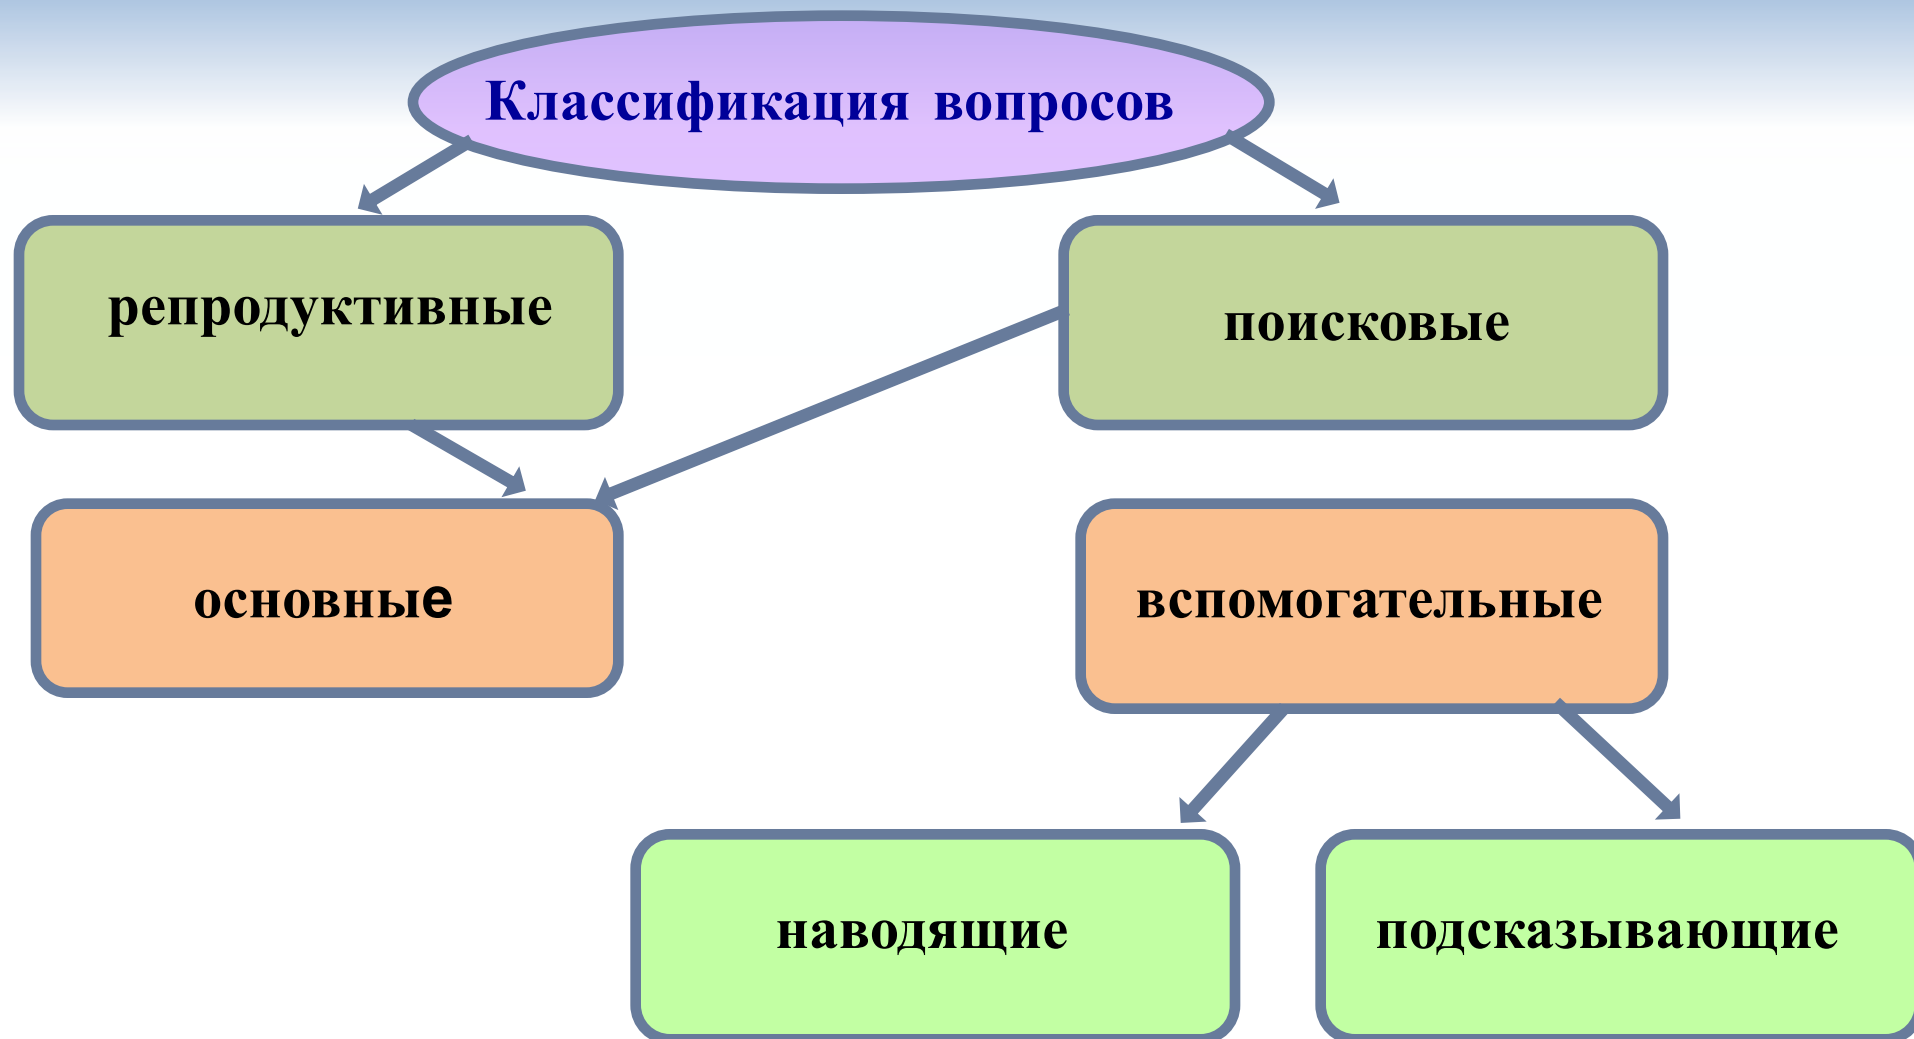 Классификация вопросов
репродуктивные
поисковые
основные
вспомогательные
наводящие
подсказывающие